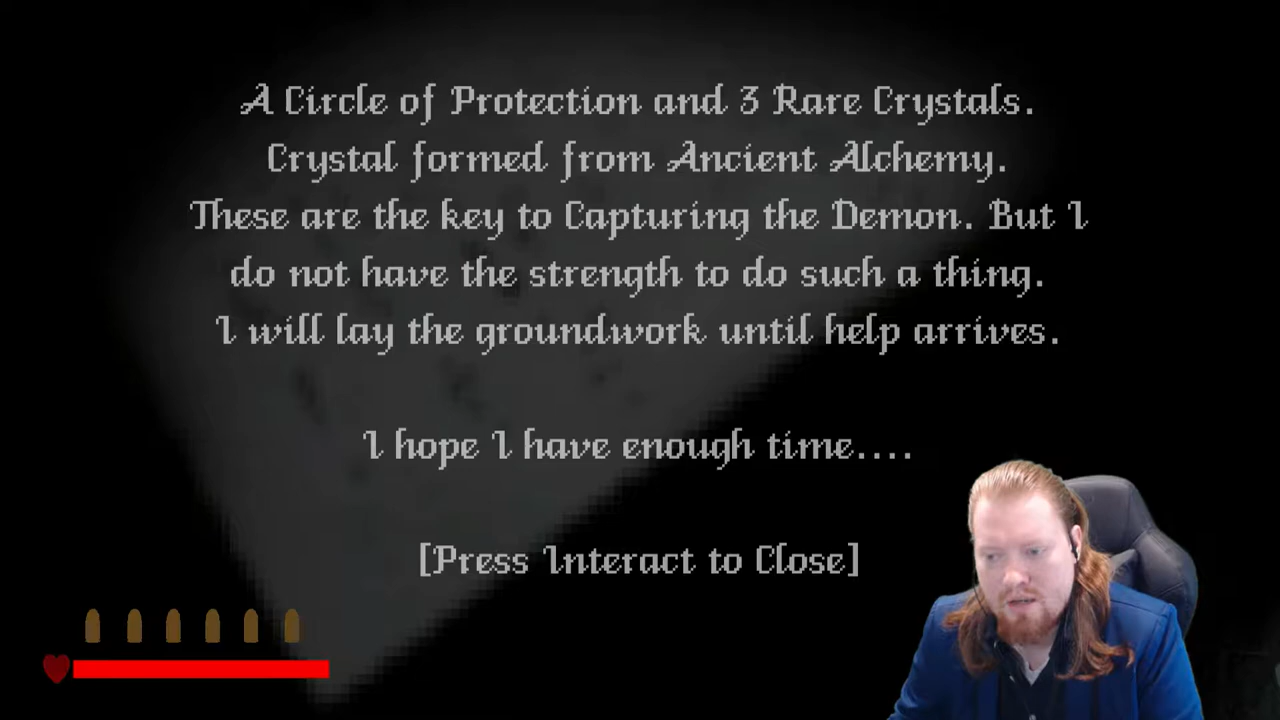 A Circle of Protection and 3 Rare Crystals.
Crystal formed from Ancient Alchemy.
These are the key to Capturing the Demon. But I
do not have the strength to do such a thing.
I will lay the groundwork until help arrives.
I hope I have enough time....
[Press Interact to Close]